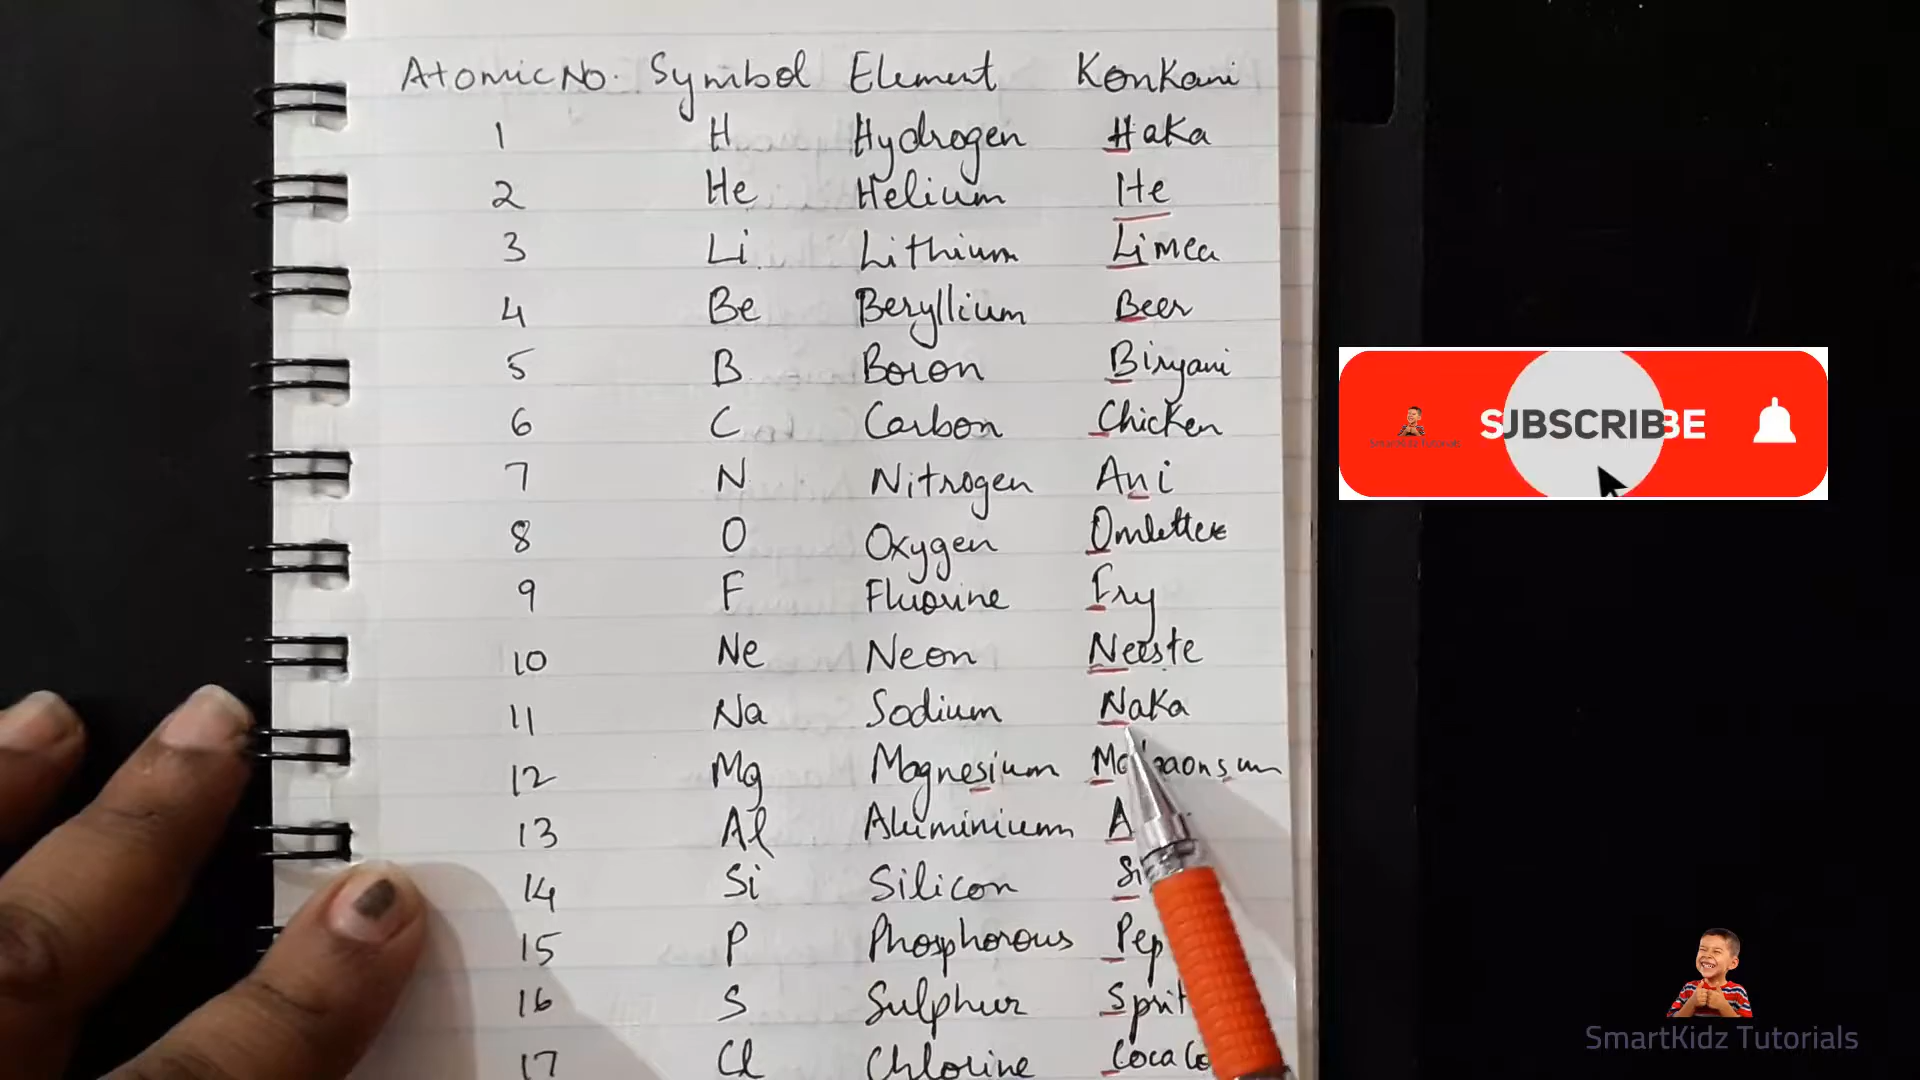 Atomic No. Symbol Element Konkani
1 H Hydrogen Haka
2 He Helium He
3 Li Lithium Limca
4 Be Beryllium Beer
5 B Boron Biryani
6 C Carbon Chicken
7 N Nitrogen Ani
8 O Oxygen Omlette
9 F Fluorine Fry
10 Ne Neon Neeste
11 Na Sodium Naka
12 Mg Magnesium
13 Al Aluminium
14 Si Silicon
15 P Phosphorous
16 S Sulphur
17 Cl Chlorine
SUBSCRIBE
SmartKidz Tutorials